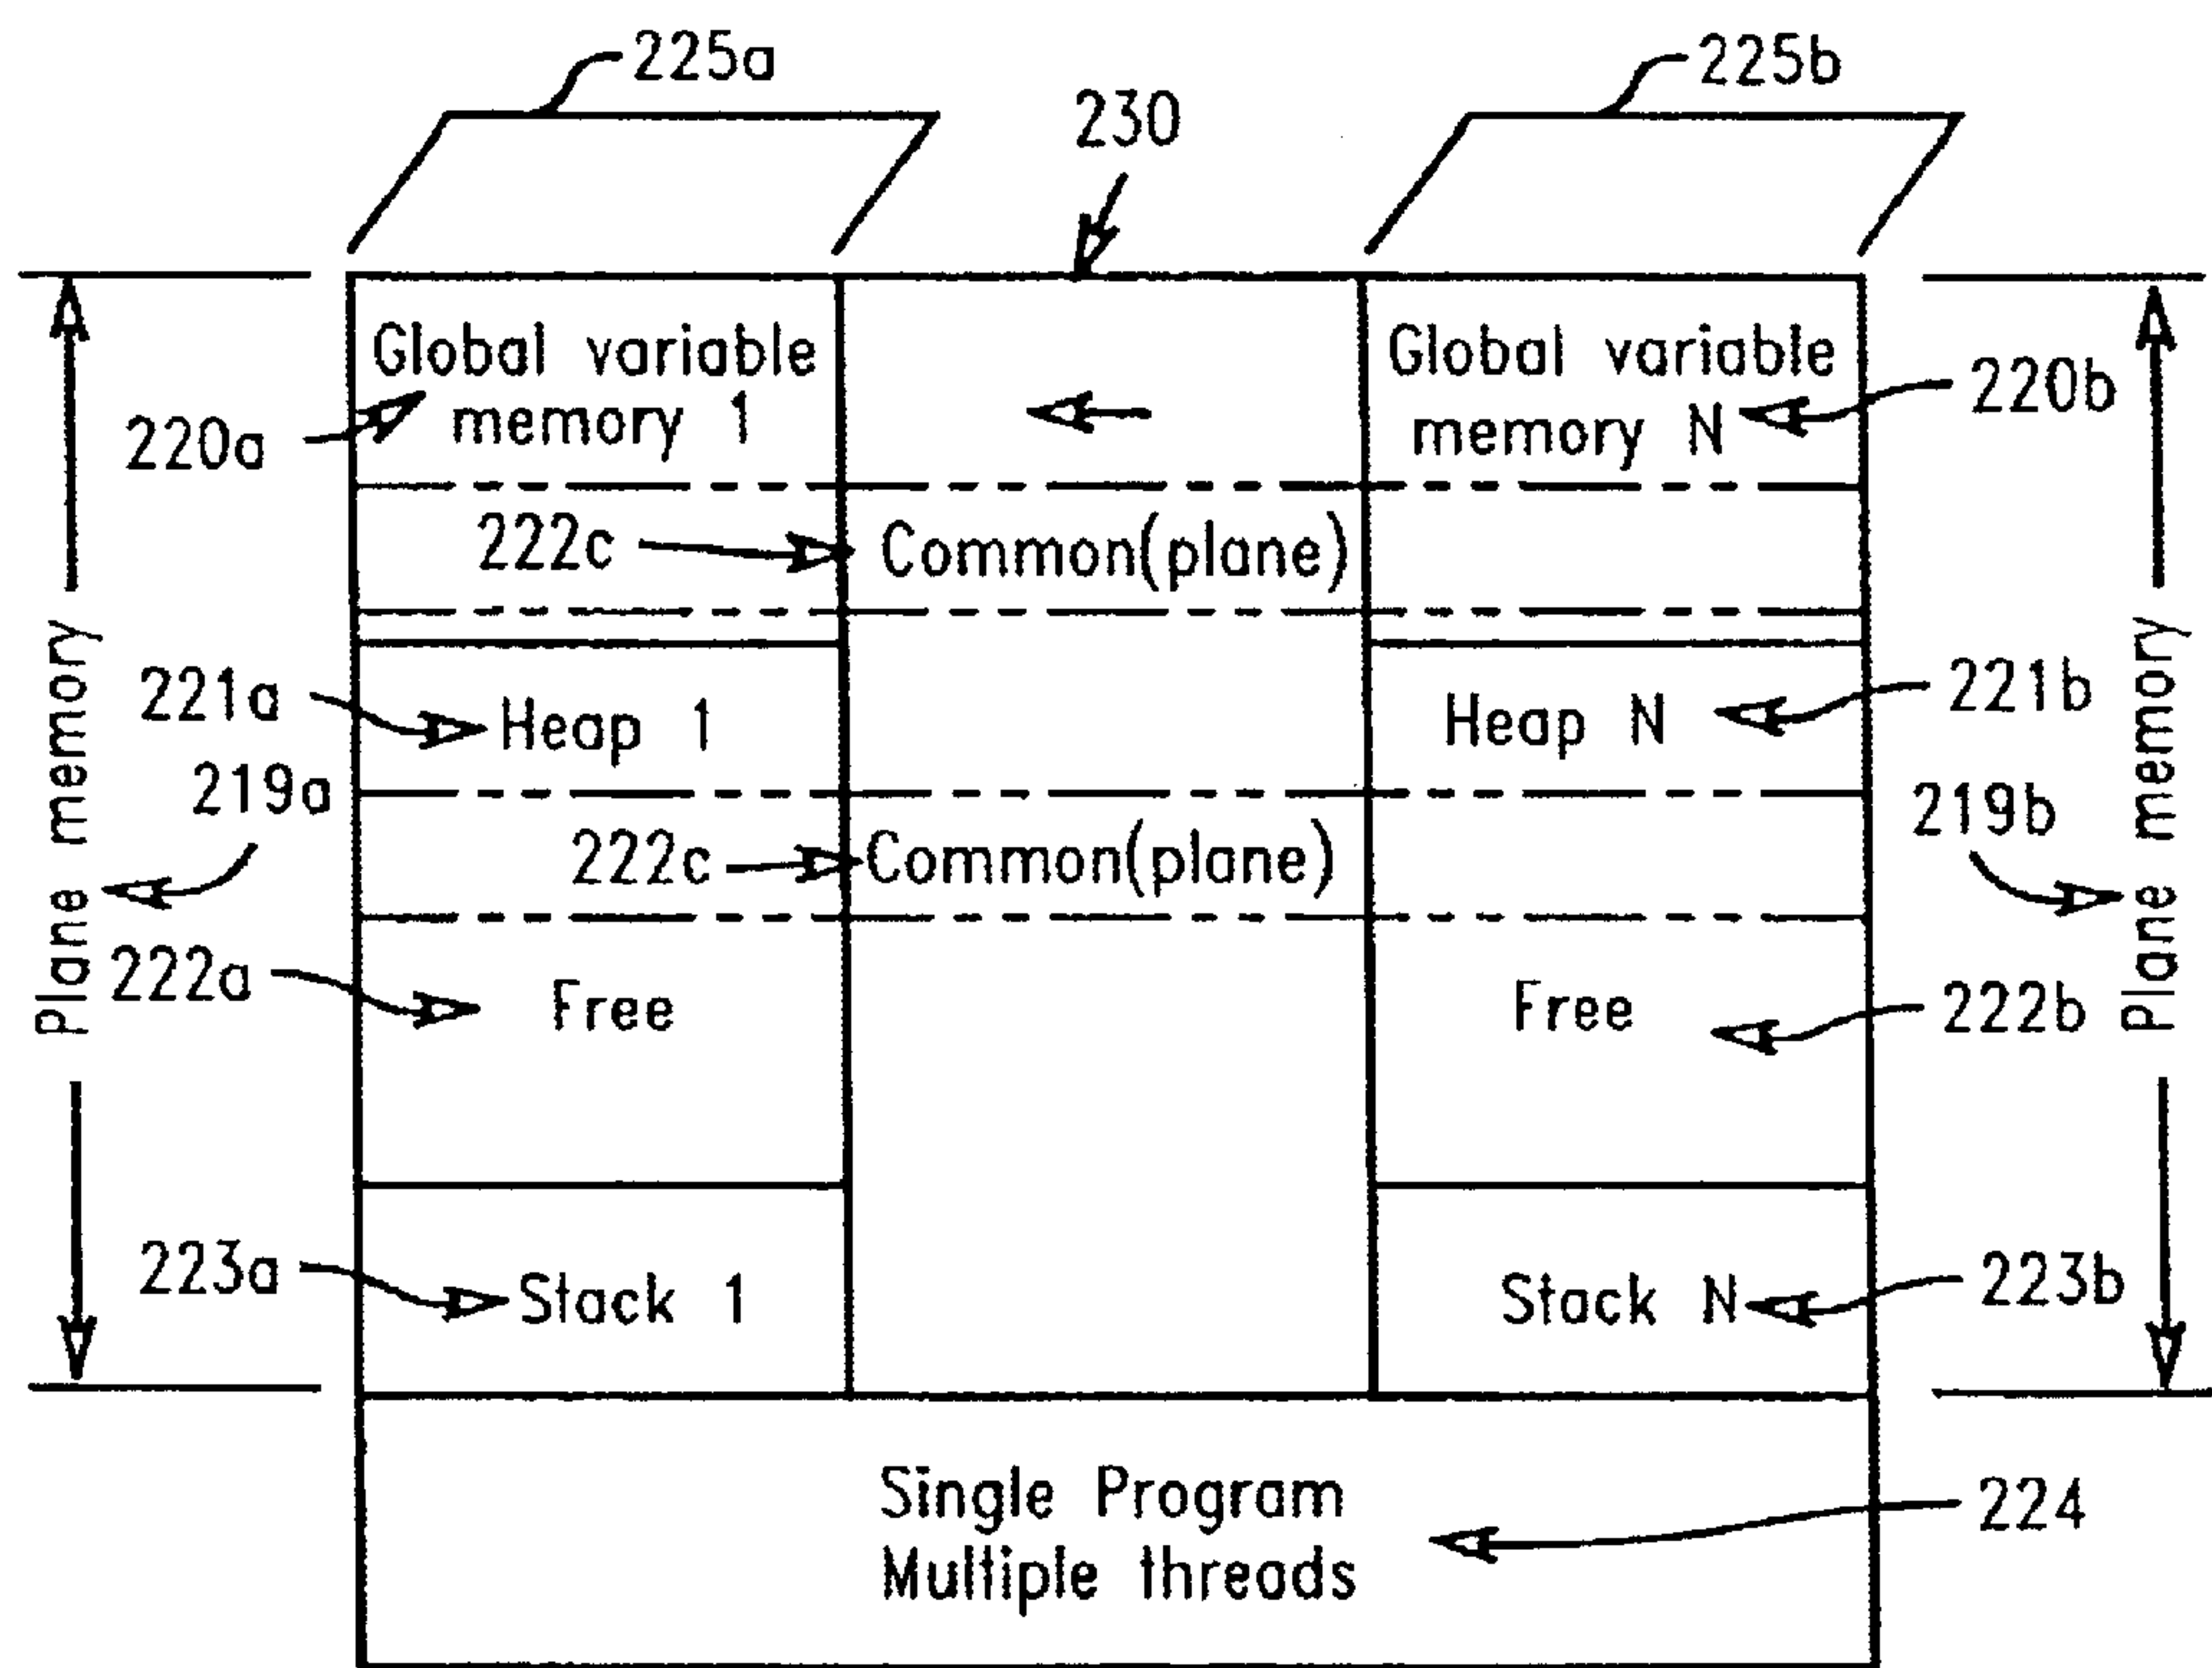 225a
225b
230
Global variable
memory 1
Global variable
memory N
220a
220b
222c
Common(plane)
221a
Heap 1
Heap N
221b
219a
219b
Plane memory
Plane memory
222c
Common(plane)
222a
Free
Free
222b
223a
Stack 1
Stack N
223b
Single Program
Multiple threads
224